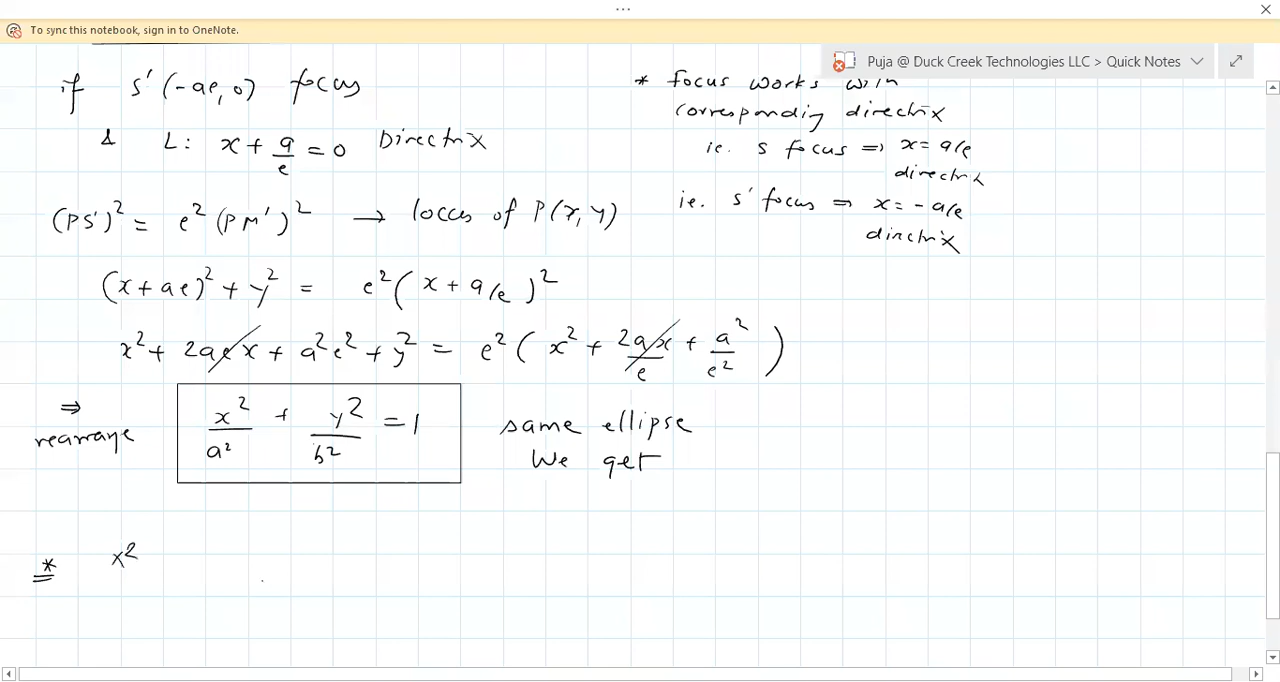 ...
To sync this notebook, sign in to OneNote.
Puja @ Duck Creek Technologies LLC > Quick Notes
if S'(-ae, 0) focus
& L: x + a/e = 0 Directrix
(PS')² = e² (PM')² → locus of P(x, y)
(x + ae)² + y² = e² (x + a/e)²
x² + 2aex + a²e² + y² = e² (x² + 2ax/e + a²/e²)
⇒ rearrange x²/a² + y²/b² = 1
same ellipse
We get
* x²
* focus works with
corresponding directrix
ie. S focus ⇒ x = a/e
directrix
ie. S' focus ⇒ x = - a/e
dirctrix